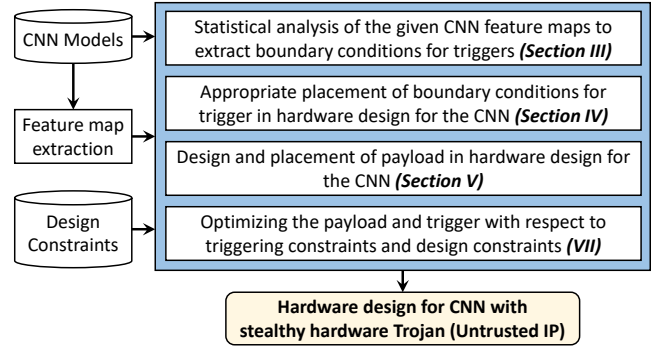 CNN Models
Feature map
extraction
Design
Constraints
Statistical analysis of the given CNN feature maps to
extract boundary conditions for triggers (Section III)
Appropriate placement of boundary conditions for
trigger in hardware design for the CNN (Section IV)
Design and placement of payload in hardware design for
the CNN (Section V)
Optimizing the payload and trigger with respect to
triggering constraints and design constraints (VII)
Hardware design for CNN with
stealthy hardware Trojan (Untrusted IP)